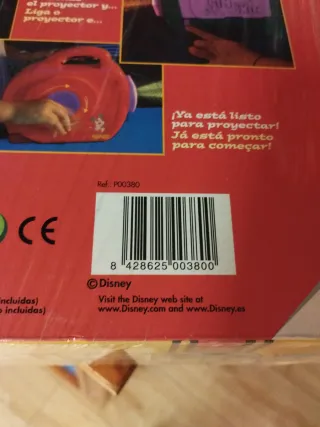 el proyectar y...
Liga o
projector e...
¡Ya está listo
para proyectar!
Já está pronto
para começar!
Ref: P00380
CE
8 428625 003800
© Disney
Visit the Disney web site at
www.Disney.com and www.Disney.es
incluidas)
o incluidas)